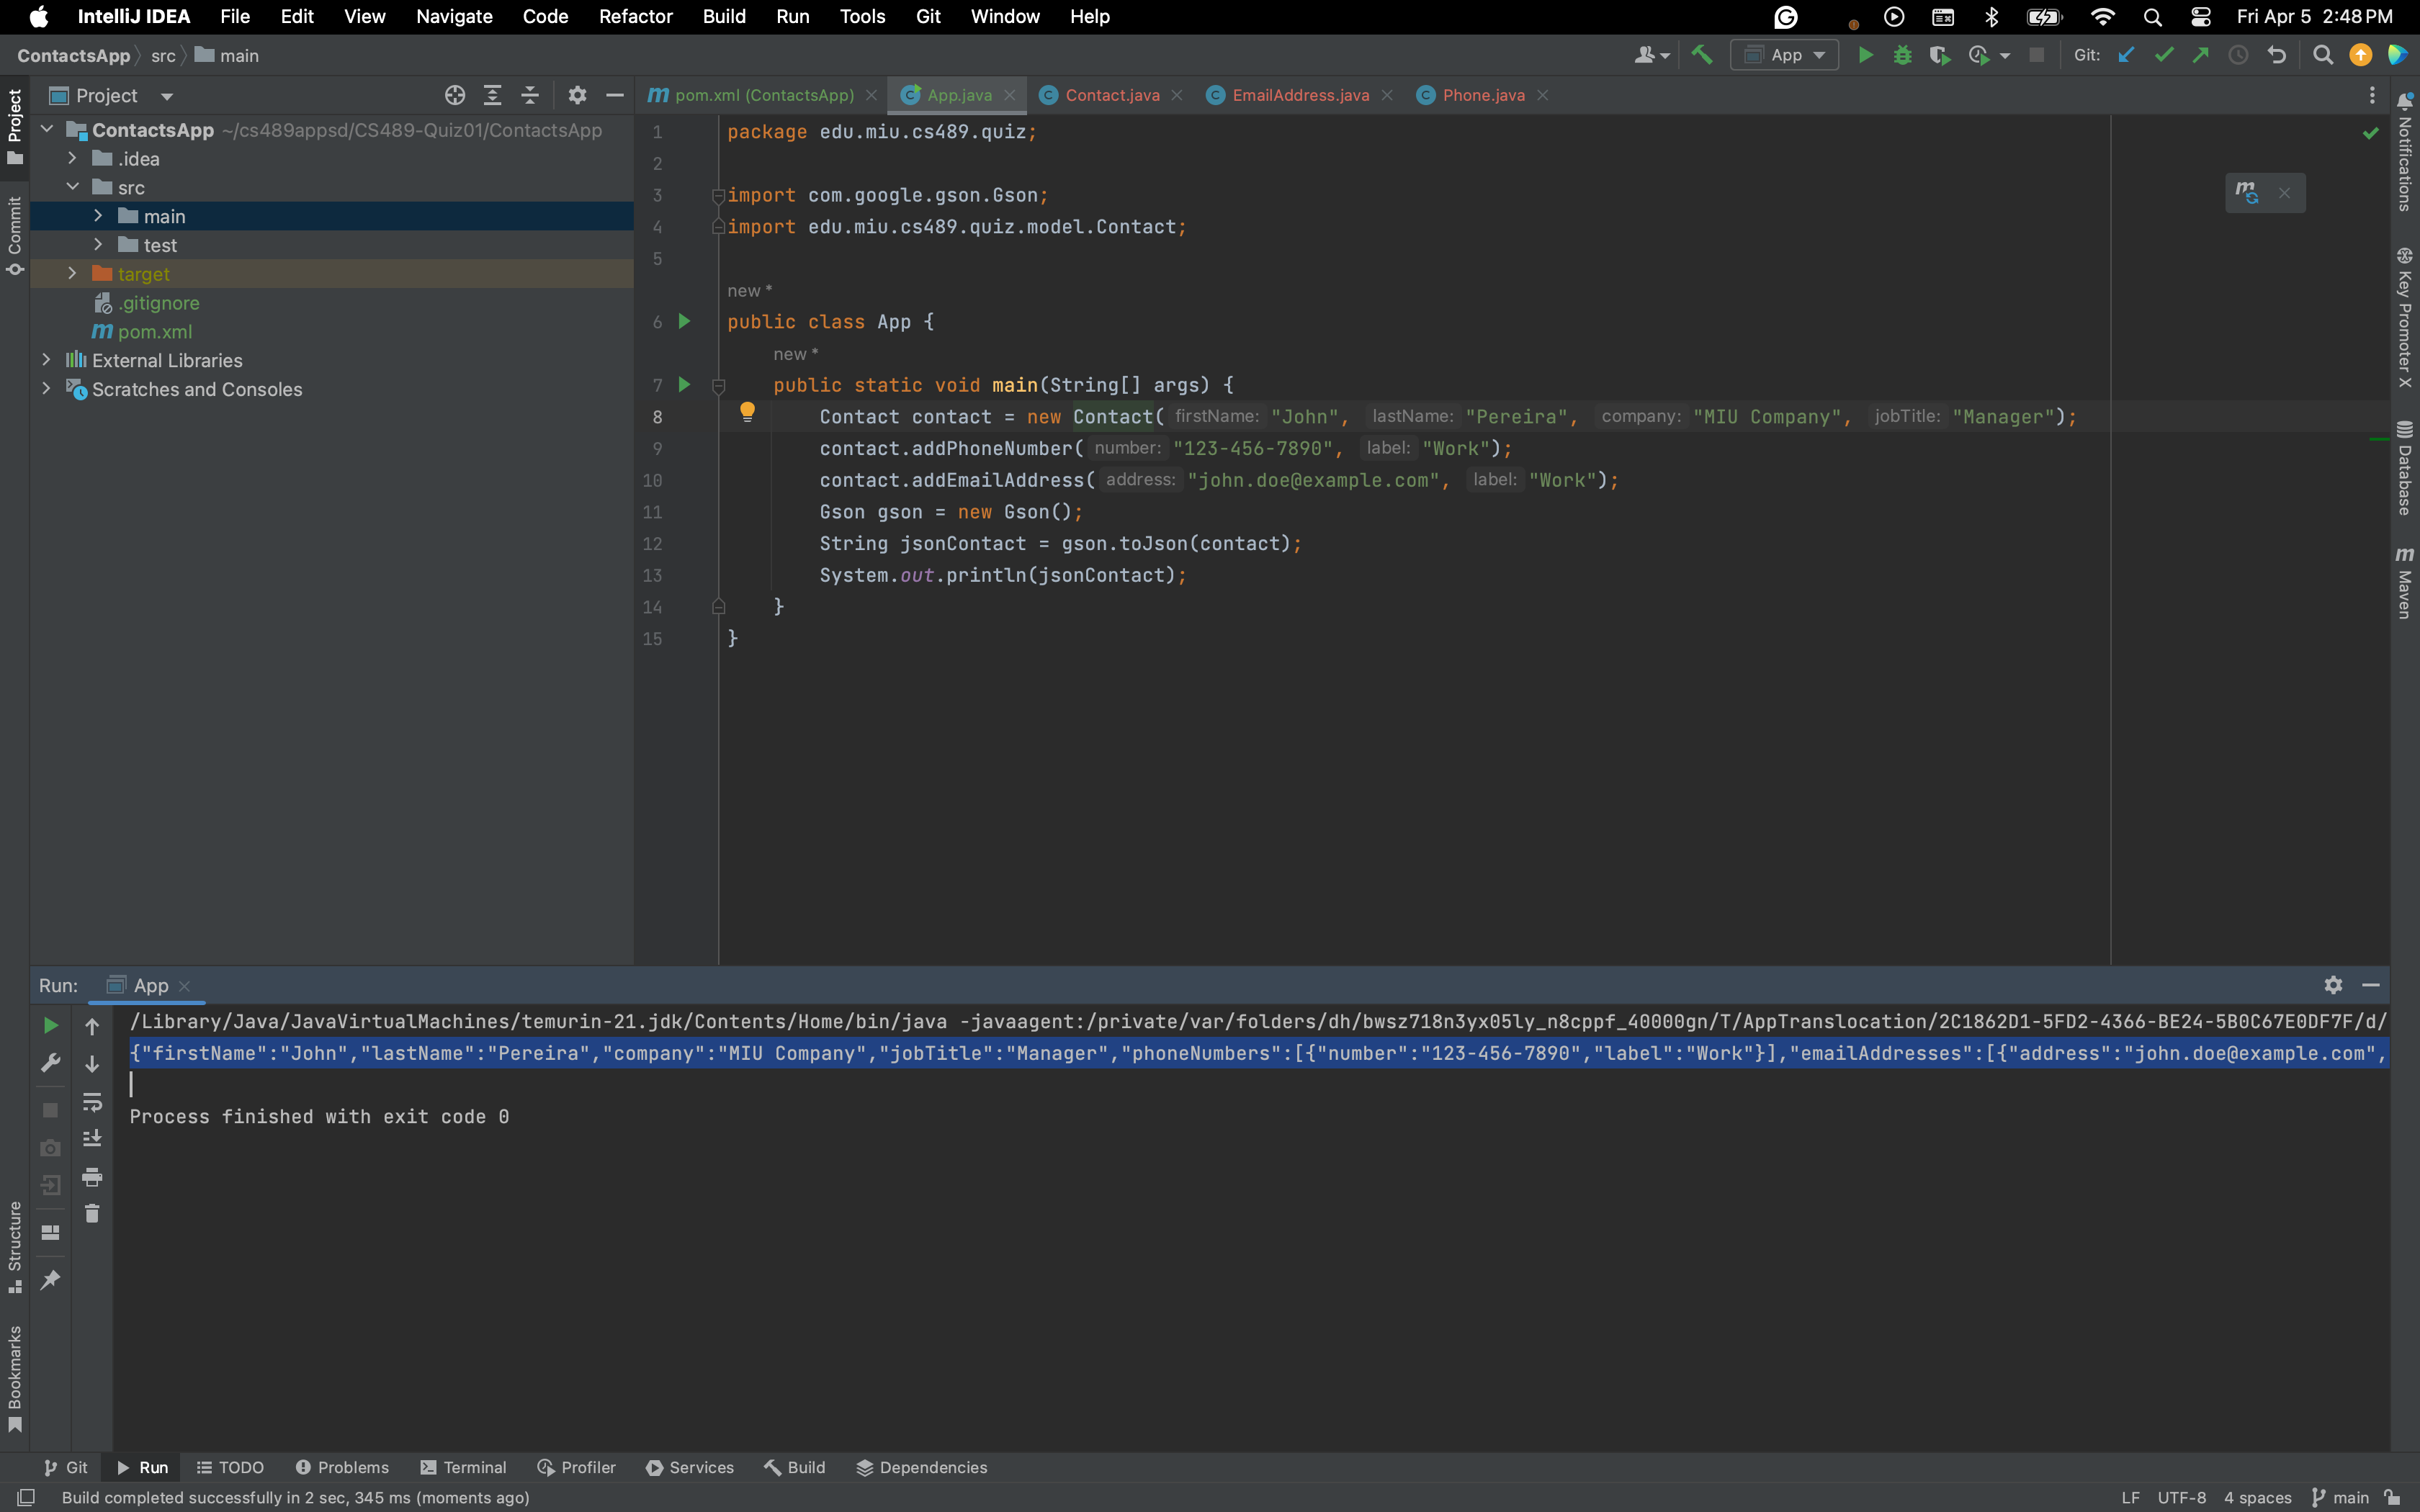 IntelliJ IDEA File Edit View Navigate Code Refactor Build Run Tools Git Window Help Fri Apr 5 2:48 PM
ContactsApp src main App Git:
Project
pom.xml (ContactsApp) App.java Contact.java EmailAddress.java Phone.java
Project
Commit
Structure
Bookmarks
ContactsApp ~/cs489appsd/CS489-Quiz01/ContactsApp
.idea
src
main
test
target
.gitignore
pom.xml
External Libraries
Scratches and Consoles
1 package edu.miu.cs489.quiz;
2
3 import com.google.gson.Gson;
4 import edu.miu.cs489.quiz.model.Contact;
5
new *
6 public class App {
new *
7 public static void main(String[] args) {
8 Contact contact = new Contact( firstName: "John", lastName: "Pereira", company: "MIU Company", jobTitle: "Manager");
9 contact.addPhoneNumber( number: "123-456-7890", label: "Work");
10 contact.addEmailAddress( address: "john.doe@example.com", label: "Work");
11 Gson gson = new Gson();
12 String jsonContact = gson.toJson(contact);
13 System.out.println(jsonContact);
14 }
15 }
Notifications
Key Promoter X
Database
Maven
Run: App
/Library/Java/JavaVirtualMachines/temurin-21.jdk/Contents/Home/bin/java -javaagent:/private/var/folders/dh/bwsz718n3yx05ly_n8cppf_40000gn/T/AppTranslocation/2C1862D1-5FD2-4366-BE24-5B0C67E0DF7F/d/
{"firstName":"John","lastName":"Pereira","company":"MIU Company","jobTitle":"Manager","phoneNumbers":[{"number":"123-456-7890","label":"Work"}],"emailAddresses":[{"address":"john.doe@example.com",
Process finished with exit code 0
Git Run TODO Problems Terminal Profiler Services Build Dependencies
Build completed successfully in 2 sec, 345 ms (moments ago) LF UTF-8 4 spaces main